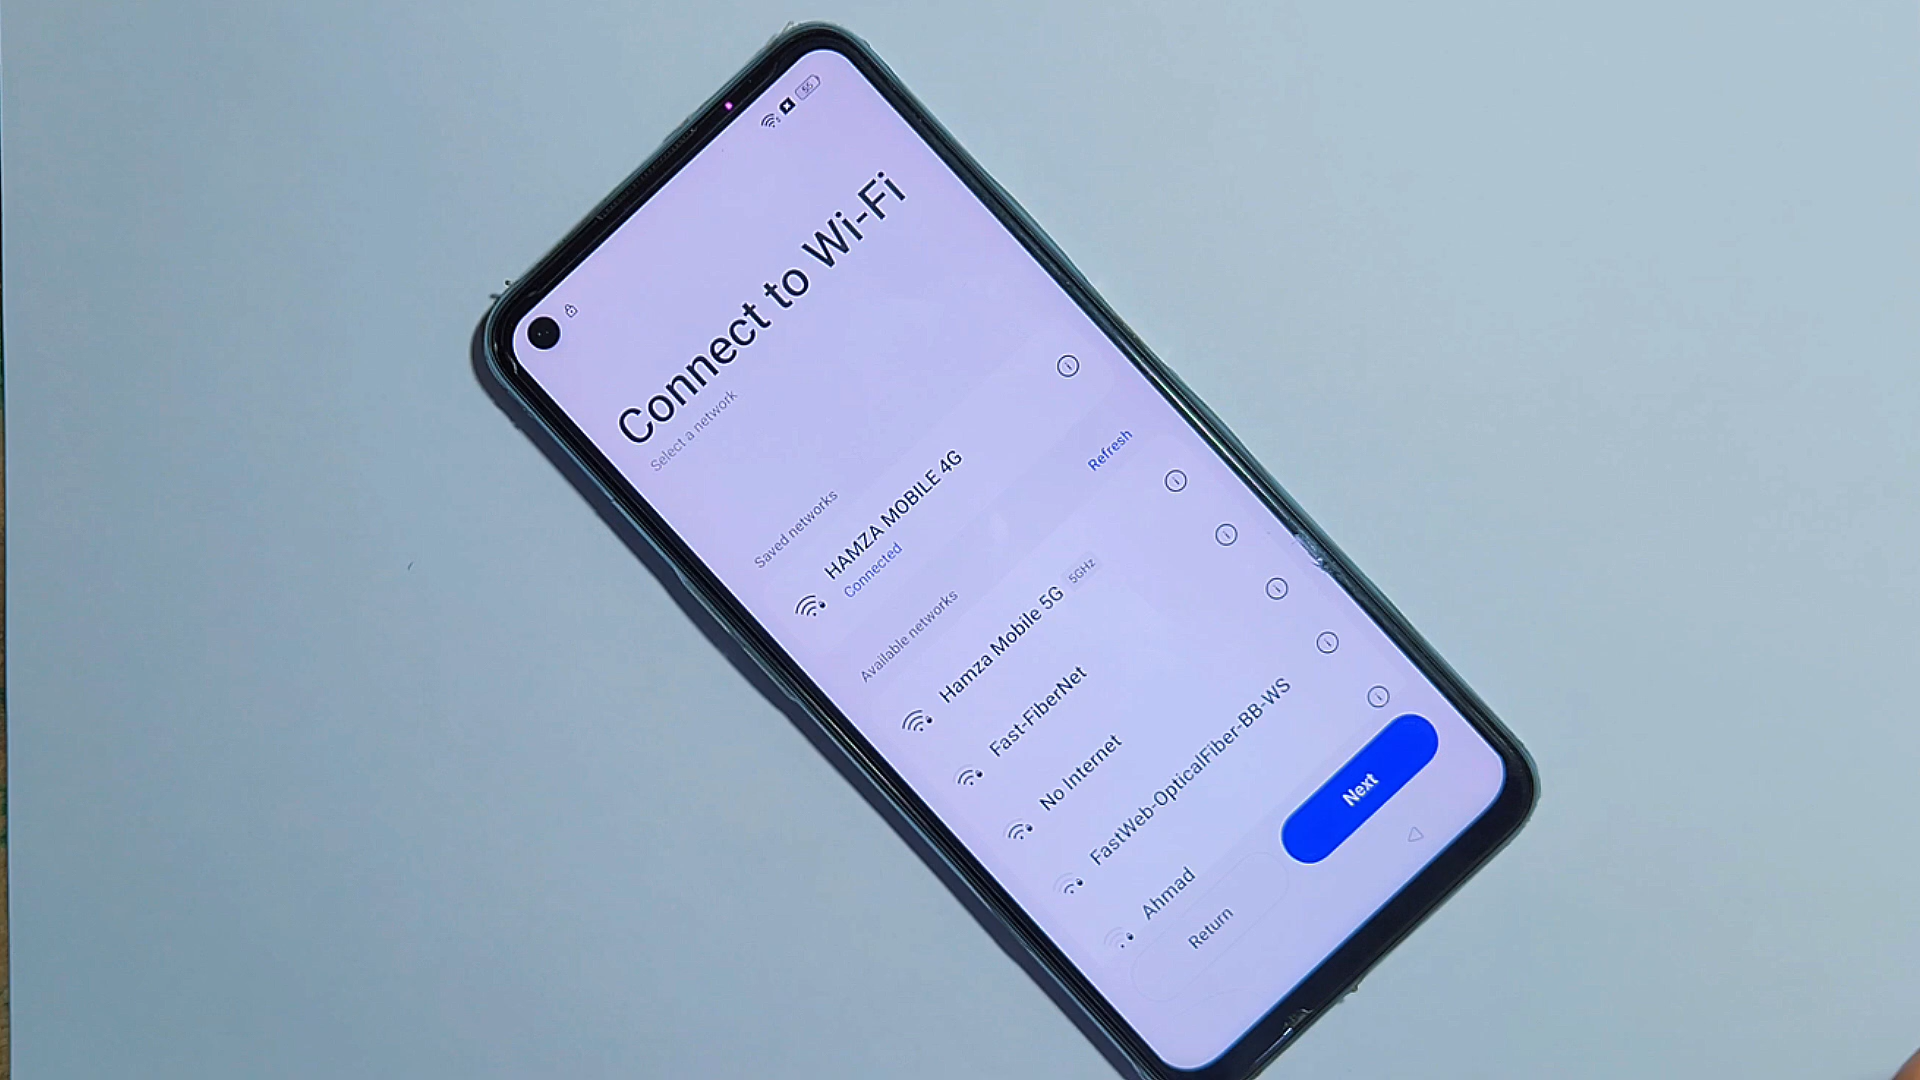 55
Connect to Wi-Fi
Select a network
Saved networks
HAMZA MOBILE 4G
Connected
Available networks
Refresh
Hamza Mobile 5G 5GHz
Fast-FiberNet
No Internet
FastWeb-OpticalFiber-BB-WS
Ahmad
Return
Next